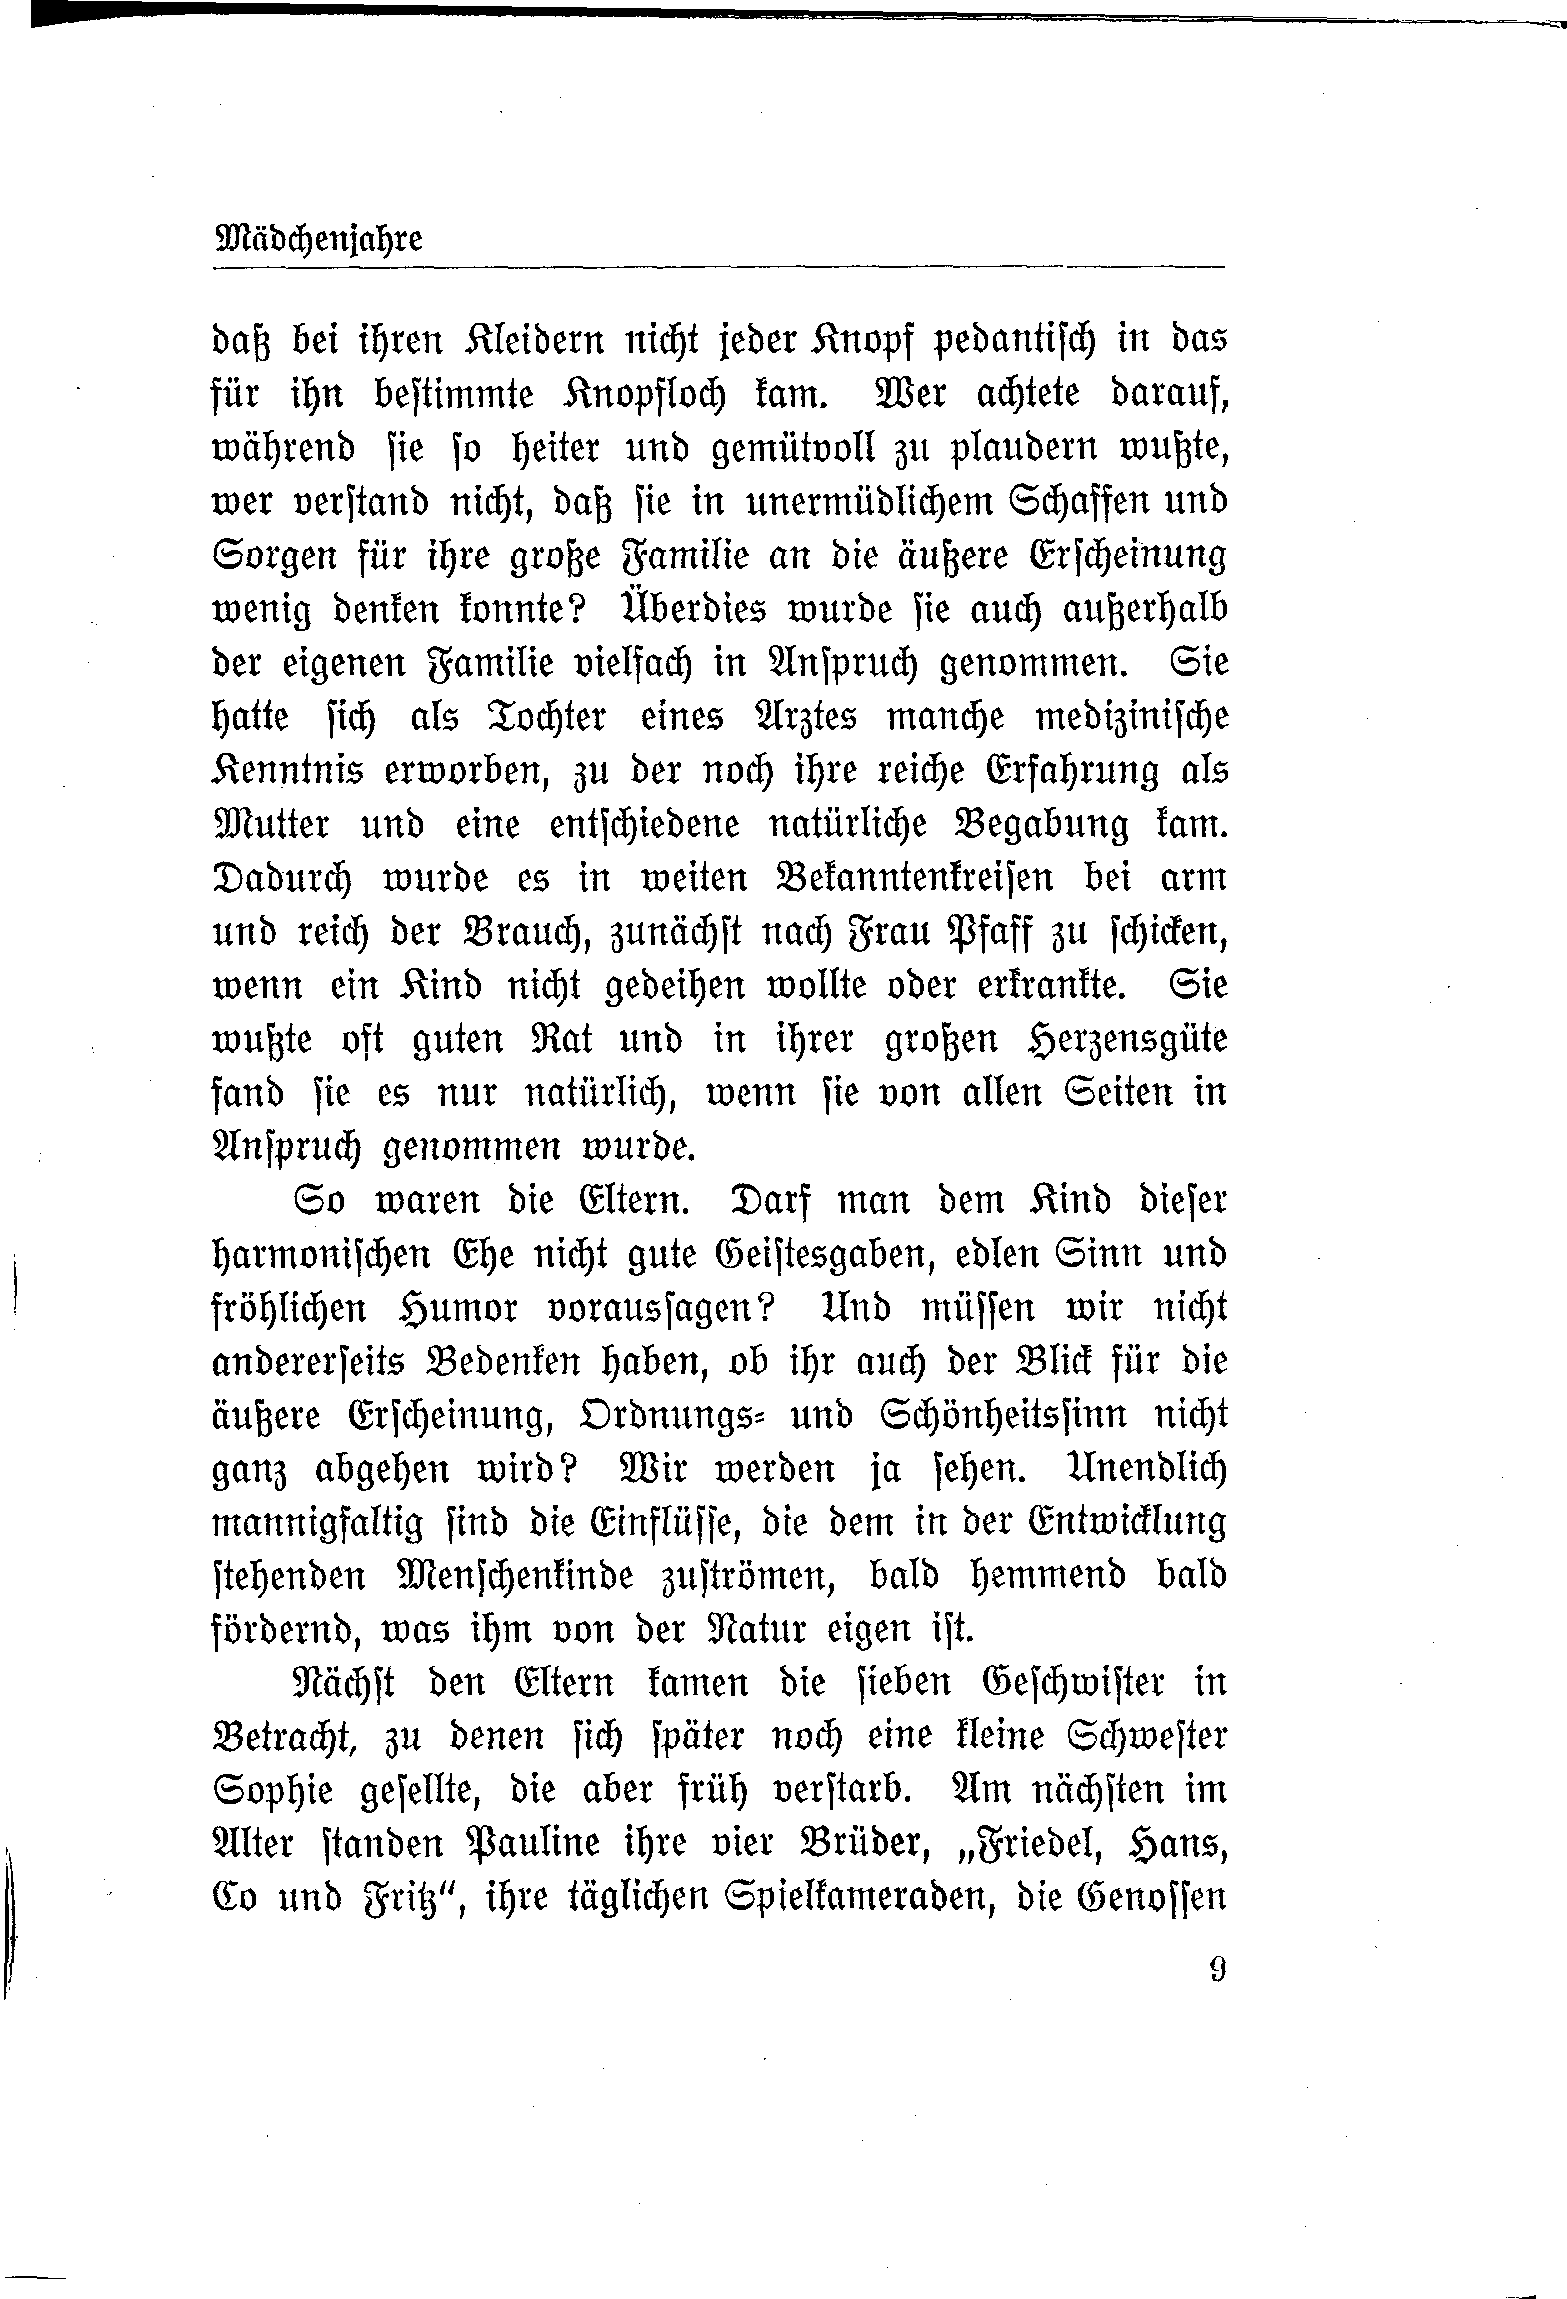 Mädchenjahre
daß bei ihren Kleidern nicht jeder Knopf pedantisch in das
für ihn bestimmte Knopfloch kam. Wer achtete darauf,
während sie so heiter und gemütvoll zu plaudern wußte,
wer verstand nicht, daß sie in unermüdlichem Schaffen und
Sorgen für ihre große Familie an die äußere Erscheinung
wenig denken konnte? Überdies wurde sie auch außerhalb
der eigenen Familie vielfach in Anspruch genommen. Sie
hatte sich als Tochter eines Arztes manche medizinische
Kenntnis erworben, zu der noch ihre reiche Erfahrung als
Mutter und eine entschiedene natürliche Begabung kam.
Dadurch wurde es in weiten Bekanntenkreisen bei arm
und reich der Brauch, zunächst nach Frau Pfaff zu schicken,
wenn ein Kind nicht gedeihen wollte oder erkrankte. Sie
wußte oft guten Rat und in ihrer großen Herzensgüte
fand sie es nur natürlich, wenn sie von allen Seiten in
Anspruch genommen wurde.
So waren die Eltern. Darf man dem Kind dieser
harmonischen Ehe nicht gute Geistesgaben, edlen Sinn und
fröhlichen Humor voraussagen? Und müssen wir nicht
andererseits Bedenken haben, ob ihr auch der Blick für die
äußere Erscheinung, Ordnungs- und Schönheitssinn nicht
ganz abgehen wird? Wir werden ja sehen. Unendlich
mannigfaltig sind die Einflüsse, die dem in der Entwicklung
stehenden Menschenkinde zuströmen, bald hemmend bald
fördernd, was ihm von der Natur eigen ist.
Nächst den Eltern kamen die sieben Geschwister in
Betracht, zu denen sich später noch eine kleine Schwester
Sophie gesellte, die aber früh verstarb. Am nächsten im
Alter standen Pauline ihre vier Brüder, „Friedel, Hans,
Co und Fritz“, ihre täglichen Spielkameraden, die Genossen
9